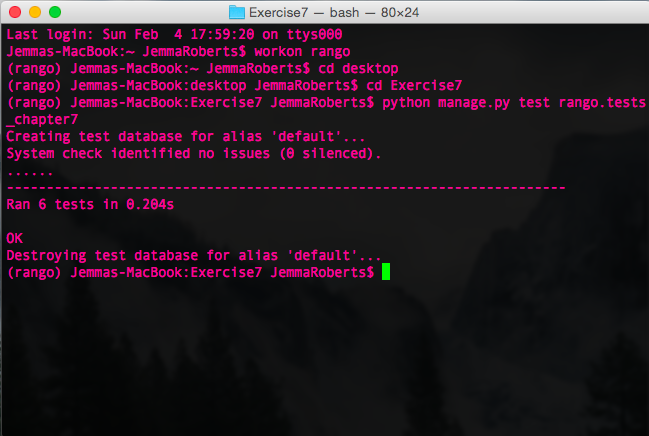 Exercise7 — bash — 80×24
Last login: Sun Feb  4 17:59:20 on ttys000
Jemmas-MacBook:~ JemmaRoberts$ workon rango
(rango) Jemmas-MacBook:~ JemmaRoberts$ cd desktop
(rango) Jemmas-MacBook:desktop JemmaRoberts$ cd Exercise7
(rango) Jemmas-MacBook:Exercise7 JemmaRoberts$ python manage.py test rango.tests
_chapter7
Creating test database for alias 'default'...
System check identified no issues (0 silenced).
......
----------------------------------------------------------------------
Ran 6 tests in 0.204s
OK
Destroying test database for alias 'default'...
(rango) Jemmas-MacBook:Exercise7 JemmaRoberts$